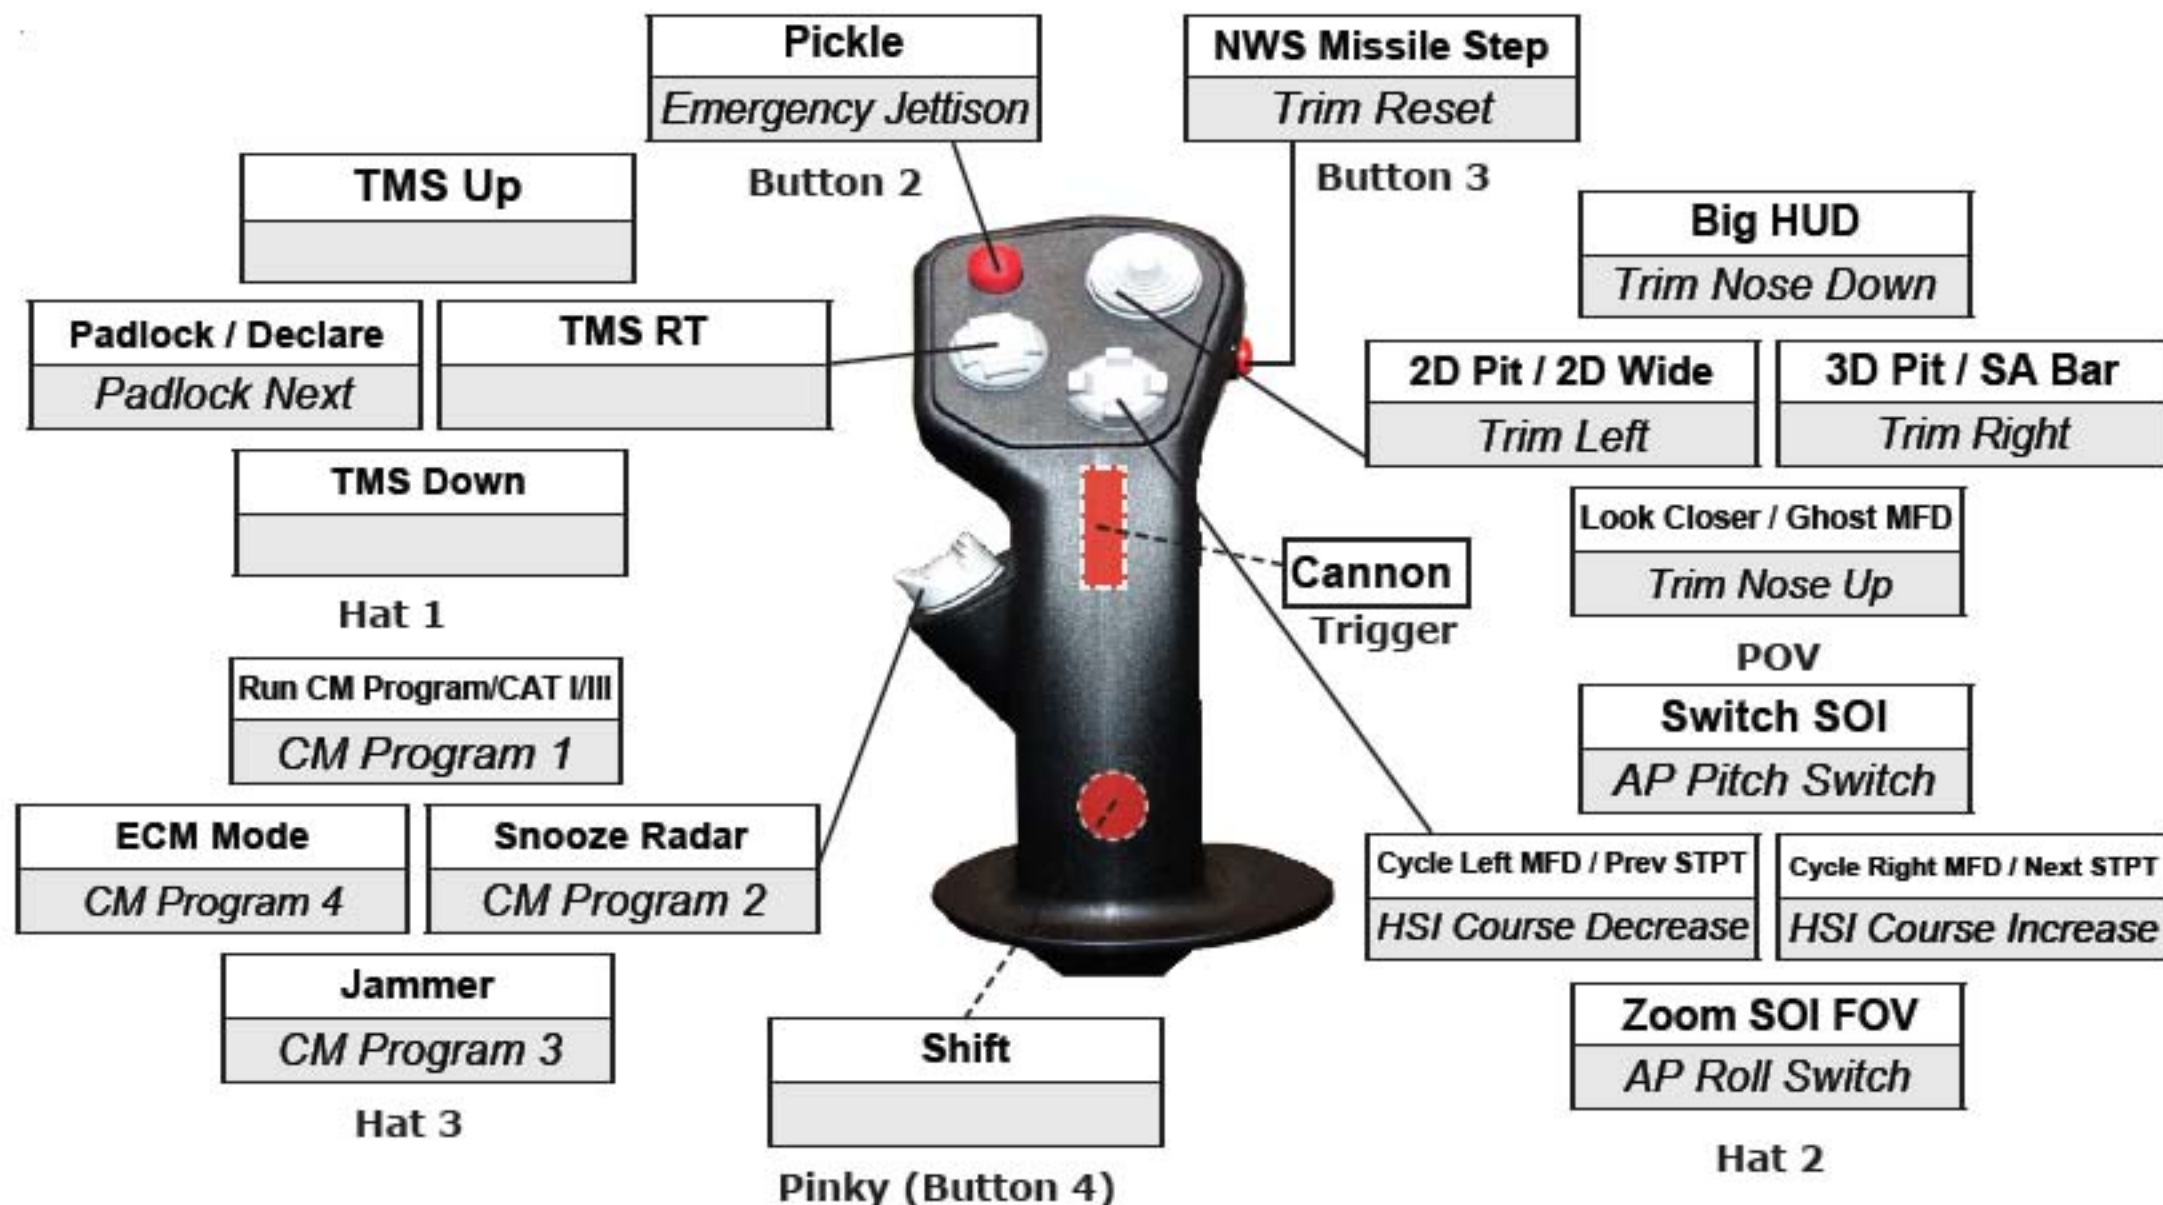 Pickle
Emergency Jettison
Button 2
NWS Missile Step
Trim Reset
Button 3
TMS Up
Padlock / Declare
Padlock Next
TMS RT
TMS Down
Hat 1
Big HUD
Trim Nose Down
2D Pit / 2D Wide
Trim Left
3D Pit / SA Bar
Trim Right
Look Closer / Ghost MFD
Trim Nose Up
POV
Cannon
Trigger
Run CM Program/CAT I/III
CM Program 1
ECM Mode
CM Program 4
Snooze Radar
CM Program 2
Jammer
CM Program 3
Hat 3
Shift
Pinky (Button 4)
Switch SOI
AP Pitch Switch
Cycle Left MFD / Prev STPT
HSI Course Decrease
Cycle Right MFD / Next STPT
HSI Course Increase
Zoom SOI FOV
AP Roll Switch
Hat 2